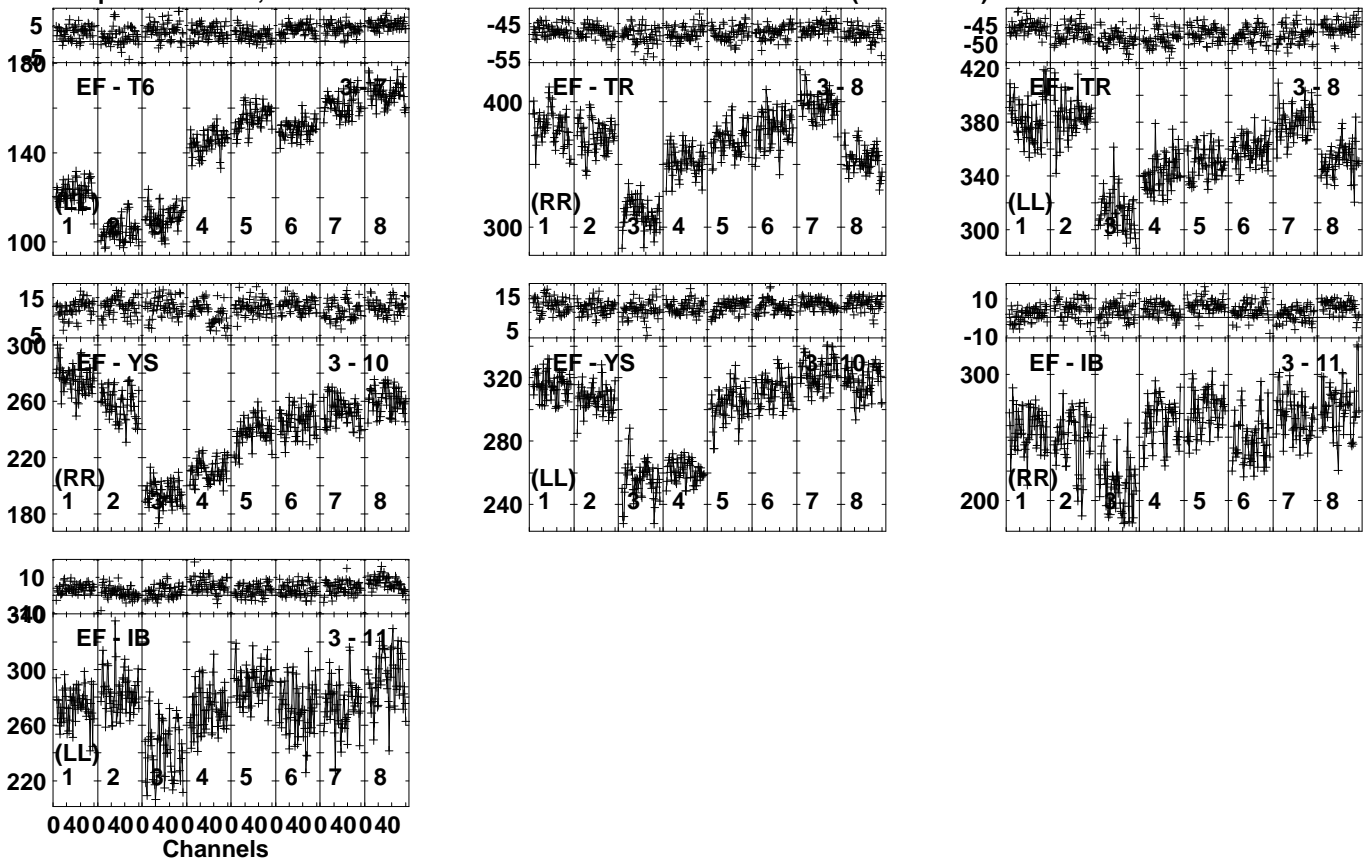 5 -5 -45 -55 -45 -50
180 140 100
EF - T6 3 - 7
(LL)
1 2 3 4 5 6 7 8
400 300
EF - TR 3 - 8
(RR)
1 2 3 4 5 6 7 8
420 380 340 300
EF - TR 3 - 8
(LL)
1 2 3 4 5 6 7 8
15 5
300 260 220 180
EF - YS 3 - 10
(RR)
1 2 3 4 5 6 7 8
15 5
320 280 240
EF - YS 3 - 10
(LL)
1 2 3 4 5 6 7 8
10 -10
300 200
EF - IB 3 - 11
(RR)
1 2 3 4 5 6 7 8
10
300 260 220
EF - IB 3 - 11
(LL)
1 2 3 4 5 6 7 8
0 40 0 40 0 40 0 40 0 40 0 40 0 40 0 40
Channels